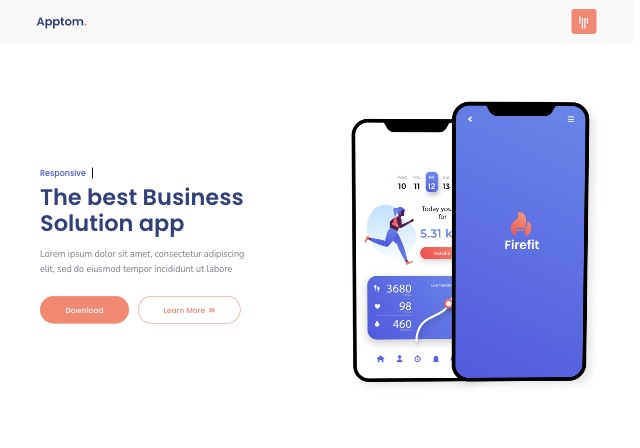 Apptom.
Responsive
The best Business
Solution app
Lorem ipsum dolor sit amet, consectetur adipiscing
elit, sed do eiusmod tempor incididunt ut labore
Download
Learn More »
Wed Thu Fri Sat
10 11 12 13
Today you
for
5.31 k
Details
3680
98
460
Firefit